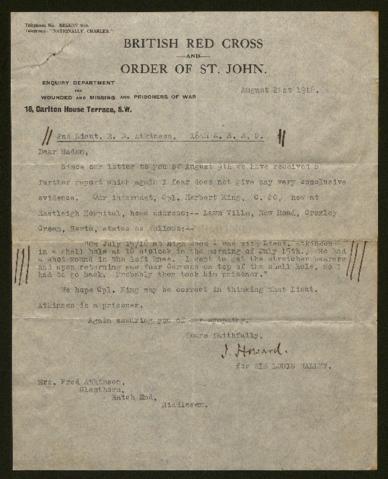 Telephone No. REGENT
Telegrams: "NATIONALLY, CHARLES."
BRITISH RED CROSS
—AND—
ORDER OF ST. JOHN.
ENQUIRY DEPARTMENT
FOR
WOUNDED AND MISSING AND PRISONERS OF WAR
18, Carlton House Terrace, S.W.
August 21st 1916.
2nd Lieut. E. D. Atkinson,
Dear Madam,
Since our letter to you of August 9th we have received a
further report which again I fear does not give any very conclusive
evidence. Our informant, Cpl. Herbert King, C. CO, now at
Eastleigh Hospital, home address:-- Lawn Villa, New Road, Croxley
Green, Herts, states as follows:--
"On July 15/16 at High Wood I was with Lieut. Atkinson
in a shell hole at 10 o'clock in the morning of July 15th. He had
a shot wound in the left knee. I went to get the stretcher bearers
and upon returning saw four Germans on top of the shell hole, so I
had to go back. Probably they took him prisoner."
We hope Cpl. King may be correct in thinking that Lieut.
Atkinson is a prisoner.
Again assuring you of our sympathy.
Yours faithfully,
J. Howard.
for SIR LOUIS MALLET.
Mrs. Fred Atkinson,
Glenthorn,
Hatch End,
Middlesex.